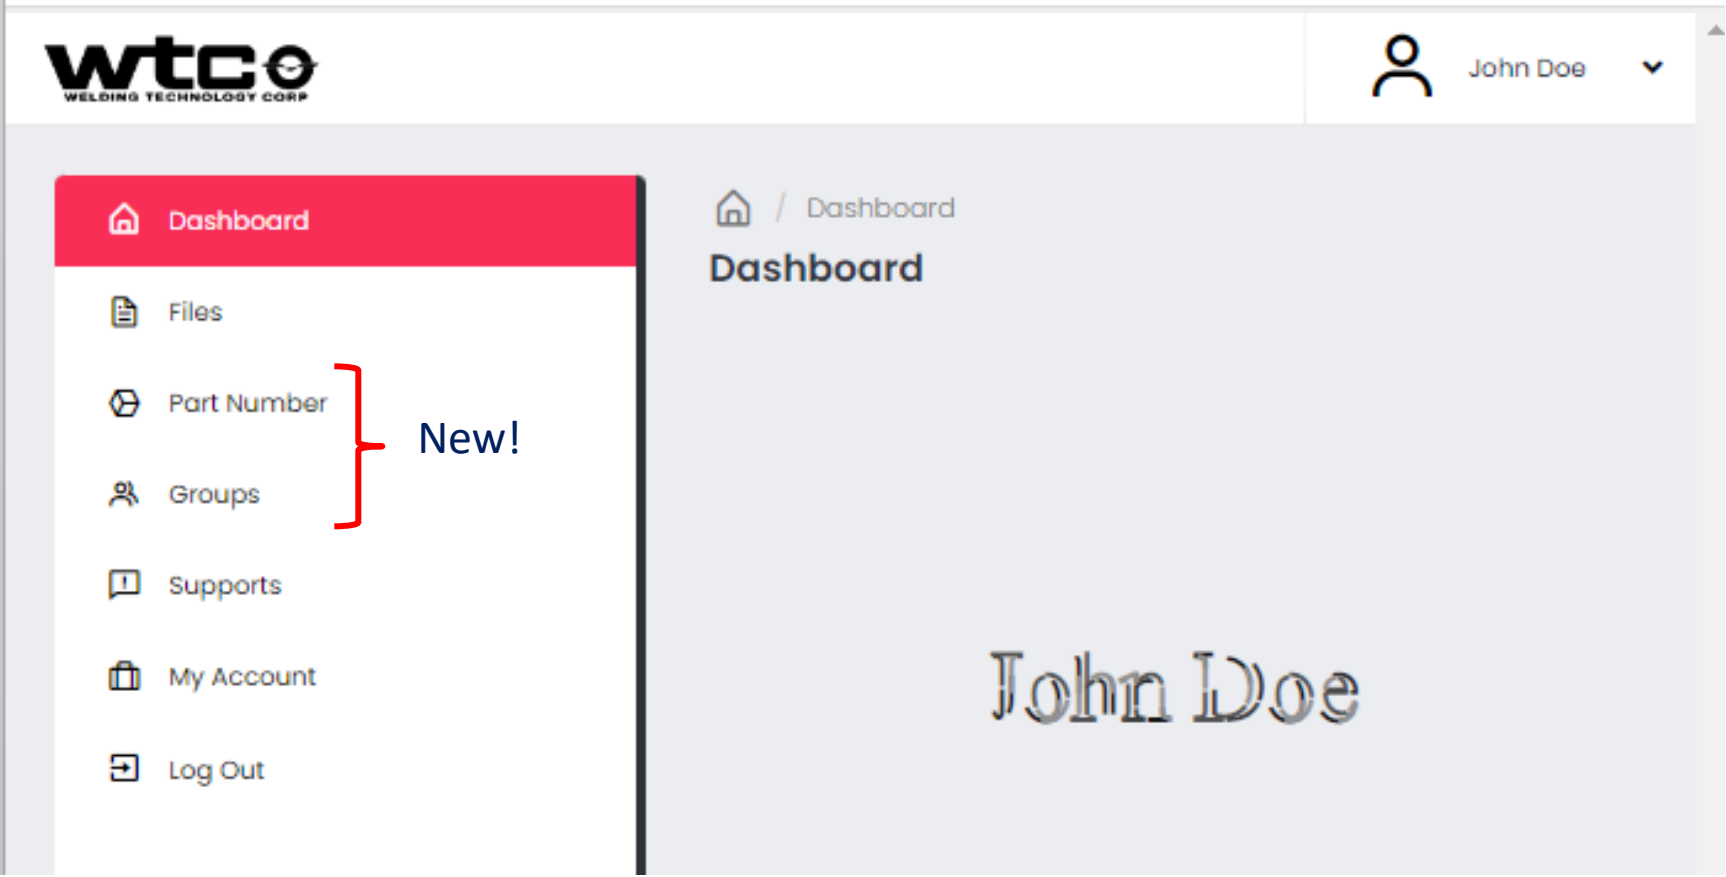 wtco
WELDING TECHNOLOGY CORP
John Doe
Dashboard
Files
Part Number
Groups
New!
Supports
My Account
Log Out
/ Dashboard
Dashboard
John Doe